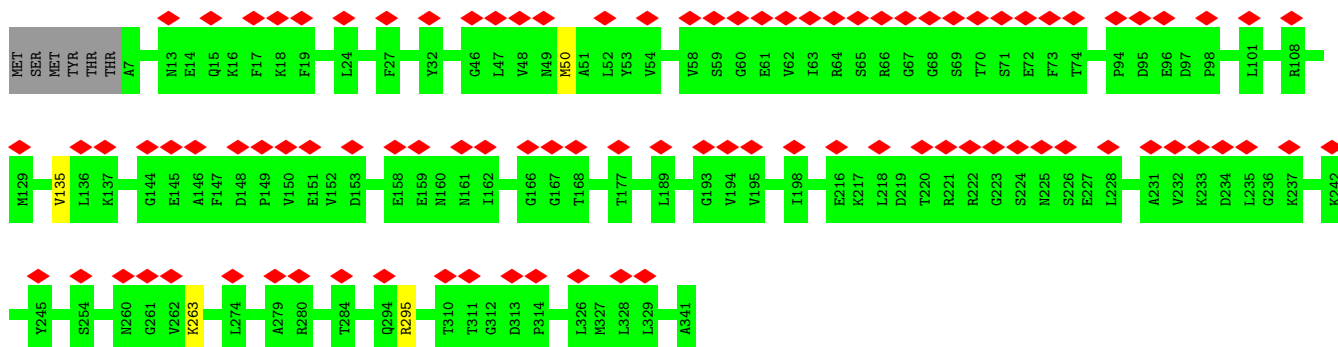 MET SER MET TYR THR THR A7 N13 E14 Q15 K16 F17 K18 F19 L24 F27 Y32 G46 L47 V48 N49 M50 A51 L52 Y53 V54 V58 S59 G60 E61 V62 I63 R64 S65 R66 G67 G68 S69 T70 S71 E72 F73 T74 P94 D95 E96 D97 P98 L101 R108
M129 V135 L136 K137 G144 E145 A146 F147 D148 P149 V150 E151 V152 D153 E158 E159 N160 N161 I162 G166 G167 T168 T177 L189 G193 V194 V195 I198 E216 K217 L218 D219 T220 R221 R222 G223 S224 N225 S226 E227 L228 A231 V232 K233 D234 L235 G236 K237 K242
Y245 S254 N260 G261 V262 K263 L274 A279 R280 T284 Q294 R295 T310 T311 G312 D313 P314 L326 M327 L328 L329 A341